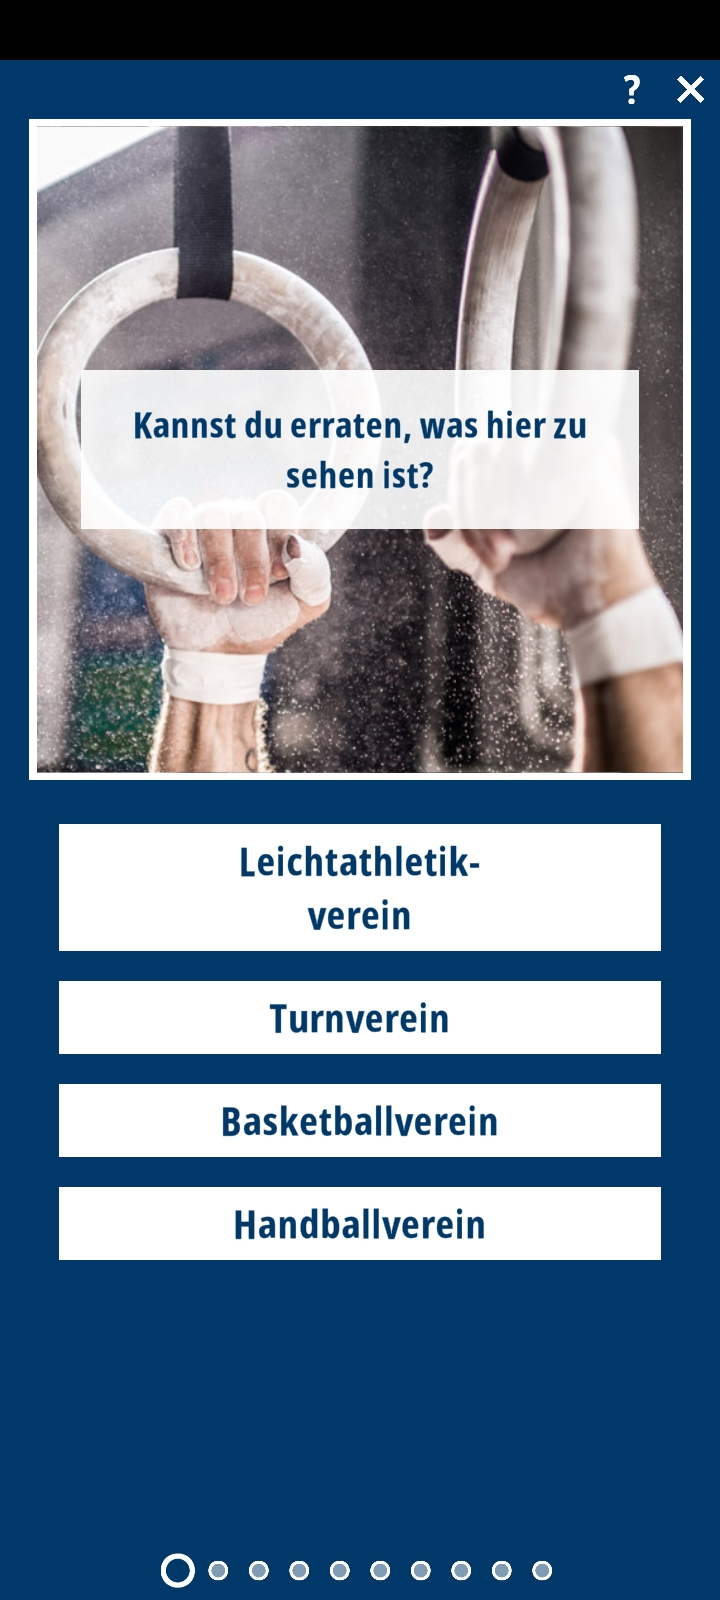 ?
Kannst du erraten, was hier zu
sehen ist?
Leichtathletik-
verein
Turnverein
Basketballverein
Handballverein